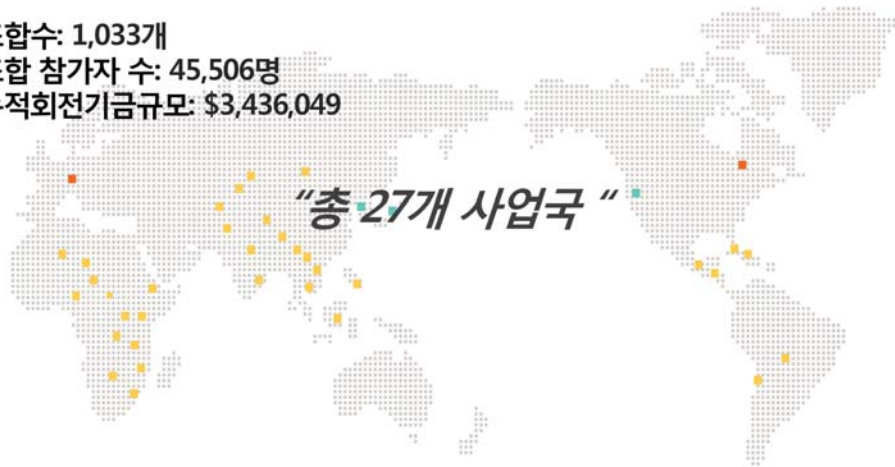 합수: 1,033개
합 참가자 수: 45,506명
적회전기금규모: $3,436,049
“총 27개 사업국 “